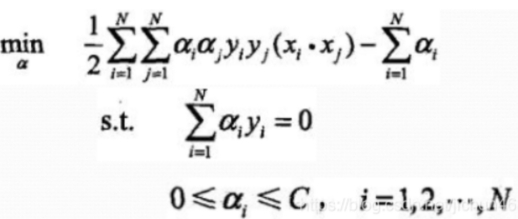 min_α 1/2 ∑_{i=1}^{N} ∑_{j=1}^{N} α_i α_j y_i y_j (x_i · x_j) − ∑_{i=1}^{N} α_i
s.t. ∑_{i=1}^{N} α_i y_i = 0
0 ≤ α_i ≤ C, i = 1, 2, ⋯, N